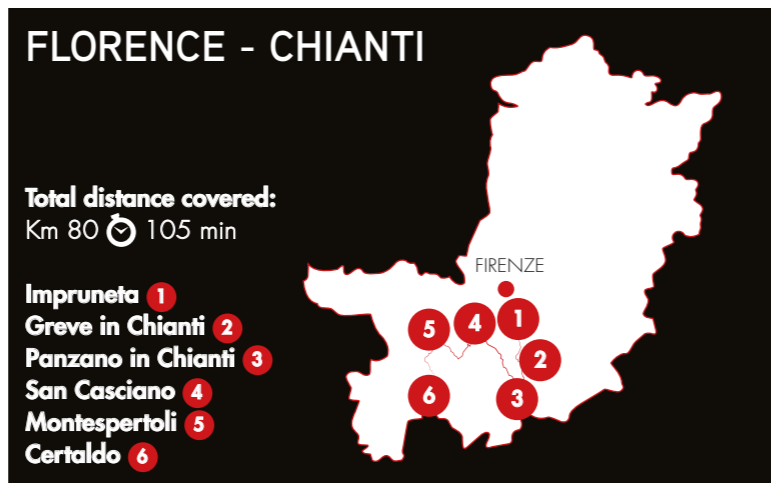 FLORENCE - CHIANTI
Total distance covered:
Km 80 105 min
Impruneta 1
Greve in Chianti 2
Panzano in Chianti 3
San Casciano 4
Montespertoli 5
Certaldo 6
FIRENZE
5 4 1
2
6 3